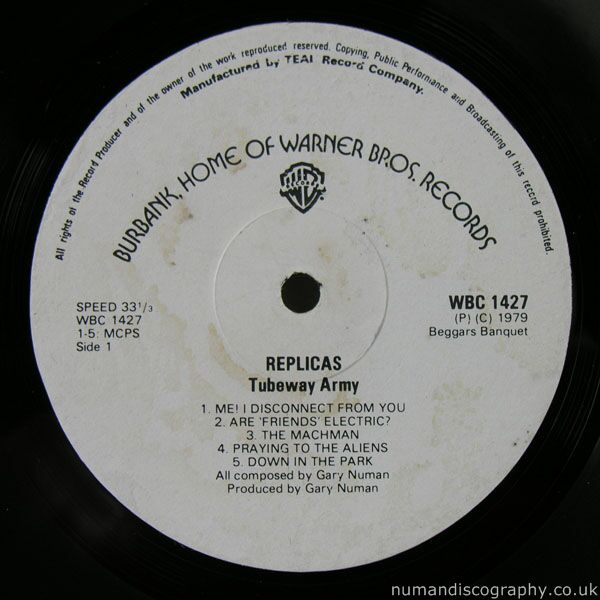 All rights of the Record Producer and of the owner of the work reproduced reserved. Copying, Public Performance and Broadcasting of this record prohibited.
Manufactured by TEAL Record Company.
BURBANK, HOME OF WARNER BROS. RECORDS
WB
RECORDS
SPEED 33 1/3
WBC 1427
1-5: MCPS
Side 1
WBC 1427
(P) (C) 1979
Beggars Banquet
REPLICAS
Tubeway Army
1. ME! I DISCONNECT FROM YOU
2. ARE 'FRIENDS' ELECTRIC?
3. THE MACHMAN
4. PRAYING TO THE ALIENS
5. DOWN IN THE PARK
All composed by Gary Numan
Produced by Gary Numan
numandiscography.co.uk